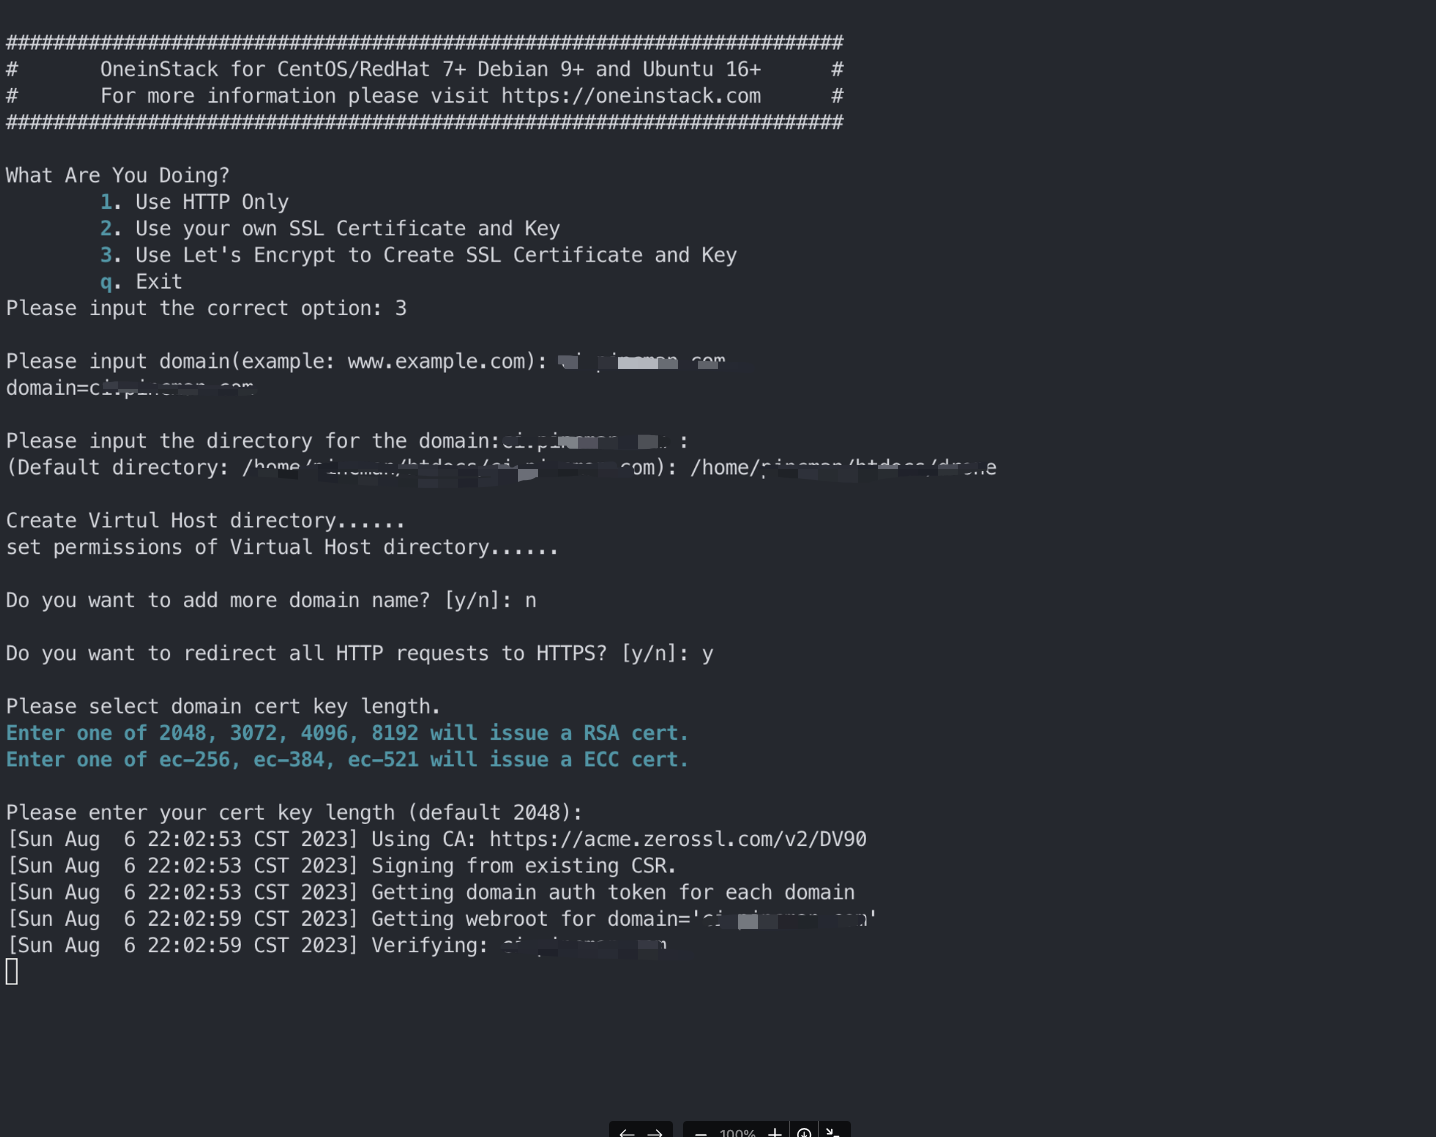 #######################################################################
#       OneinStack for CentOS/RedHat 7+ Debian 9+ and Ubuntu 16+      #
#       For more information please visit https://oneinstack.com      #
#######################################################################
What Are You Doing?
1. Use HTTP Only
2. Use your own SSL Certificate and Key
3. Use Let's Encrypt to Create SSL Certificate and Key
q. Exit
Please input the correct option: 3
Please input domain(example: www.example.com):
domain=
Please input the directory for the domain: :
(Default directory: / com): /home/
Create Virtul Host directory......
set permissions of Virtual Host directory......
Do you want to add more domain name? [y/n]: n
Do you want to redirect all HTTP requests to HTTPS? [y/n]: y
Please select domain cert key length.
Enter one of 2048, 3072, 4096, 8192 will issue a RSA cert.
Enter one of ec-256, ec-384, ec-521 will issue a ECC cert.
Please enter your cert key length (default 2048):
[Sun Aug  6 22:02:53 CST 2023] Using CA: https://acme.zerossl.com/v2/DV90
[Sun Aug  6 22:02:53 CST 2023] Signing from existing CSR.
[Sun Aug  6 22:02:53 CST 2023] Getting domain auth token for each domain
[Sun Aug  6 22:02:59 CST 2023] Getting webroot for domain=' '
[Sun Aug  6 22:02:59 CST 2023] Verifying:
100%